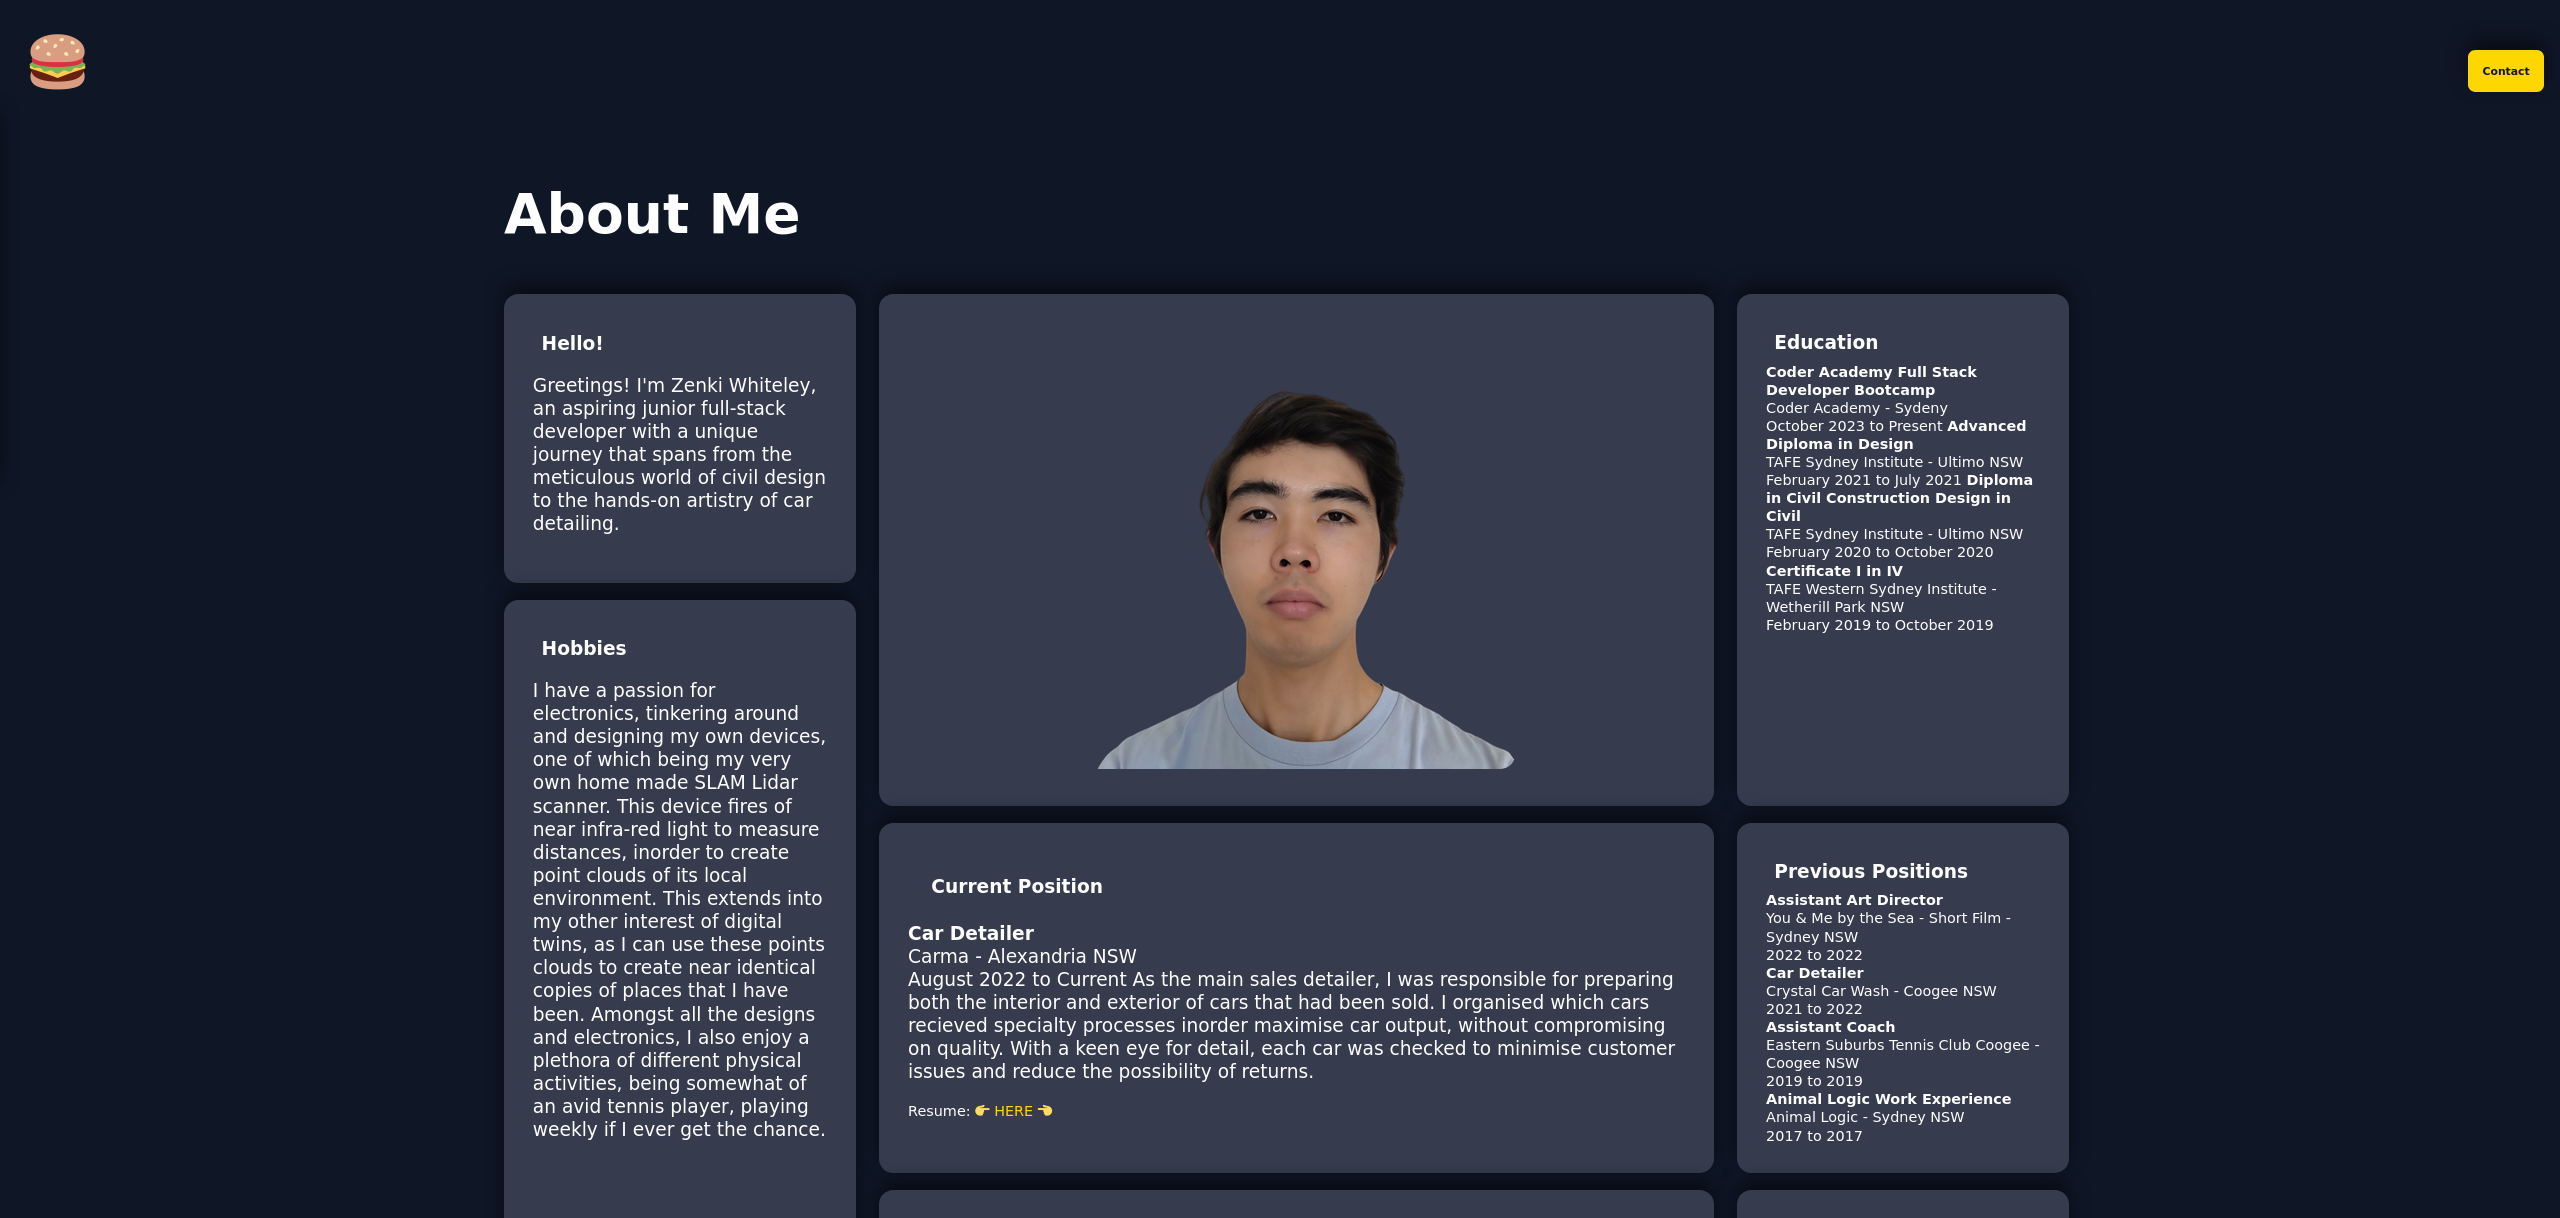 Contact
About Me
Hello!
Greetings! I'm Zenki Whiteley,
an aspiring junior full-stack
developer with a unique
journey that spans from the
meticulous world of civil design
to the hands-on artistry of car
detailing.
Hobbies
I have a passion for
electronics, tinkering around
and designing my own devices,
one of which being my very
own home made SLAM Lidar
scanner. This device fires of
near infra-red light to measure
distances, inorder to create
point clouds of its local
environment. This extends into
my other interest of digital
twins, as I can use these points
clouds to create near identical
copies of places that I have
been. Amongst all the designs
and electronics, I also enjoy a
plethora of different physical
activities, being somewhat of
an avid tennis player, playing
weekly if I ever get the chance.
Current Position
Car Detailer
Carma - Alexandria NSW
August 2022 to Current As the main sales detailer, I was responsible for preparing
both the interior and exterior of cars that had been sold. I organised which cars
recieved specialty processes inorder maximise car output, without compromising
on quality. With a keen eye for detail, each car was checked to minimise customer
issues and reduce the possibility of returns.
Resume: 👉 HERE 👈
Education
Coder Academy Full Stack
Developer Bootcamp
Coder Academy - Sydeny
October 2023 to Present Advanced
Diploma in Design
TAFE Sydney Institute - Ultimo NSW
February 2021 to July 2021 Diploma
in Civil Construction Design in
Civil
TAFE Sydney Institute - Ultimo NSW
February 2020 to October 2020
Certificate I in IV
TAFE Western Sydney Institute -
Wetherill Park NSW
February 2019 to October 2019
Previous Positions
Assistant Art Director
You & Me by the Sea - Short Film -
Sydney NSW
2022 to 2022
Car Detailer
Crystal Car Wash - Coogee NSW
2021 to 2022
Assistant Coach
Eastern Suburbs Tennis Club Coogee -
Coogee NSW
2019 to 2019
Animal Logic Work Experience
Animal Logic - Sydney NSW
2017 to 2017